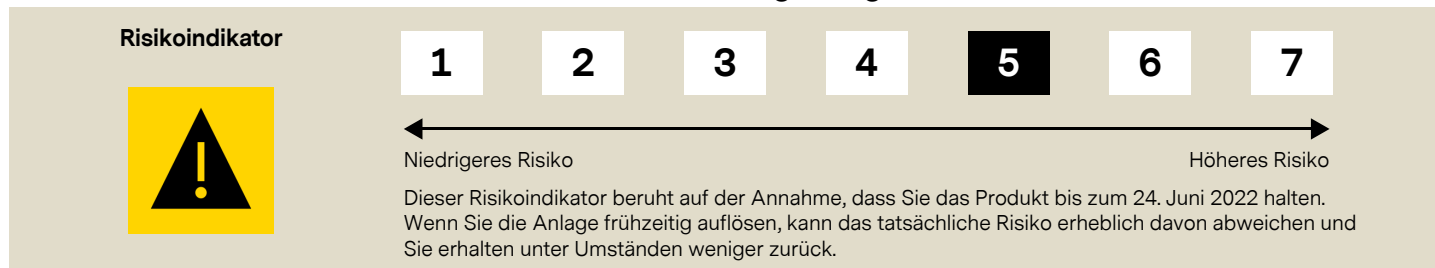 Risikoindikator
1 2 3 4 5 6 7
Niedrigeres Risiko Höheres Risiko
Dieser Risikoindikator beruht auf der Annahme, dass Sie das Produkt bis zum 24. Juni 2022 halten.
Wenn Sie die Anlage frühzeitig auflösen, kann das tatsächliche Risiko erheblich davon abweichen und
Sie erhalten unter Umständen weniger zurück.